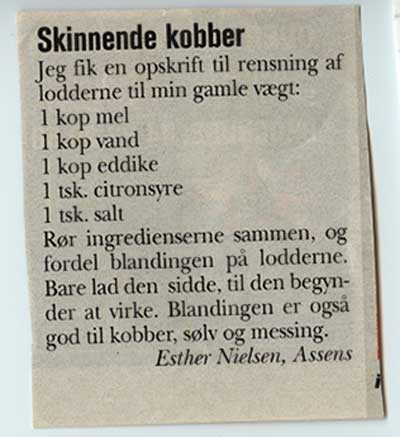 Skinnende kobber
Jeg fik en opskrift til rensning af
lodderne til min gamle vægt:
1 kop mel
1 kop vand
1 kop eddike
1 tsk. citronsyre
1 tsk. salt
Rør ingredienserne sammen, og
fordel blandingen på lodderne.
Bare lad den sidde, til den begyn-
der at virke. Blandingen er også
god til kobber, sølv og messing.
Esther Nielsen, Assens
i